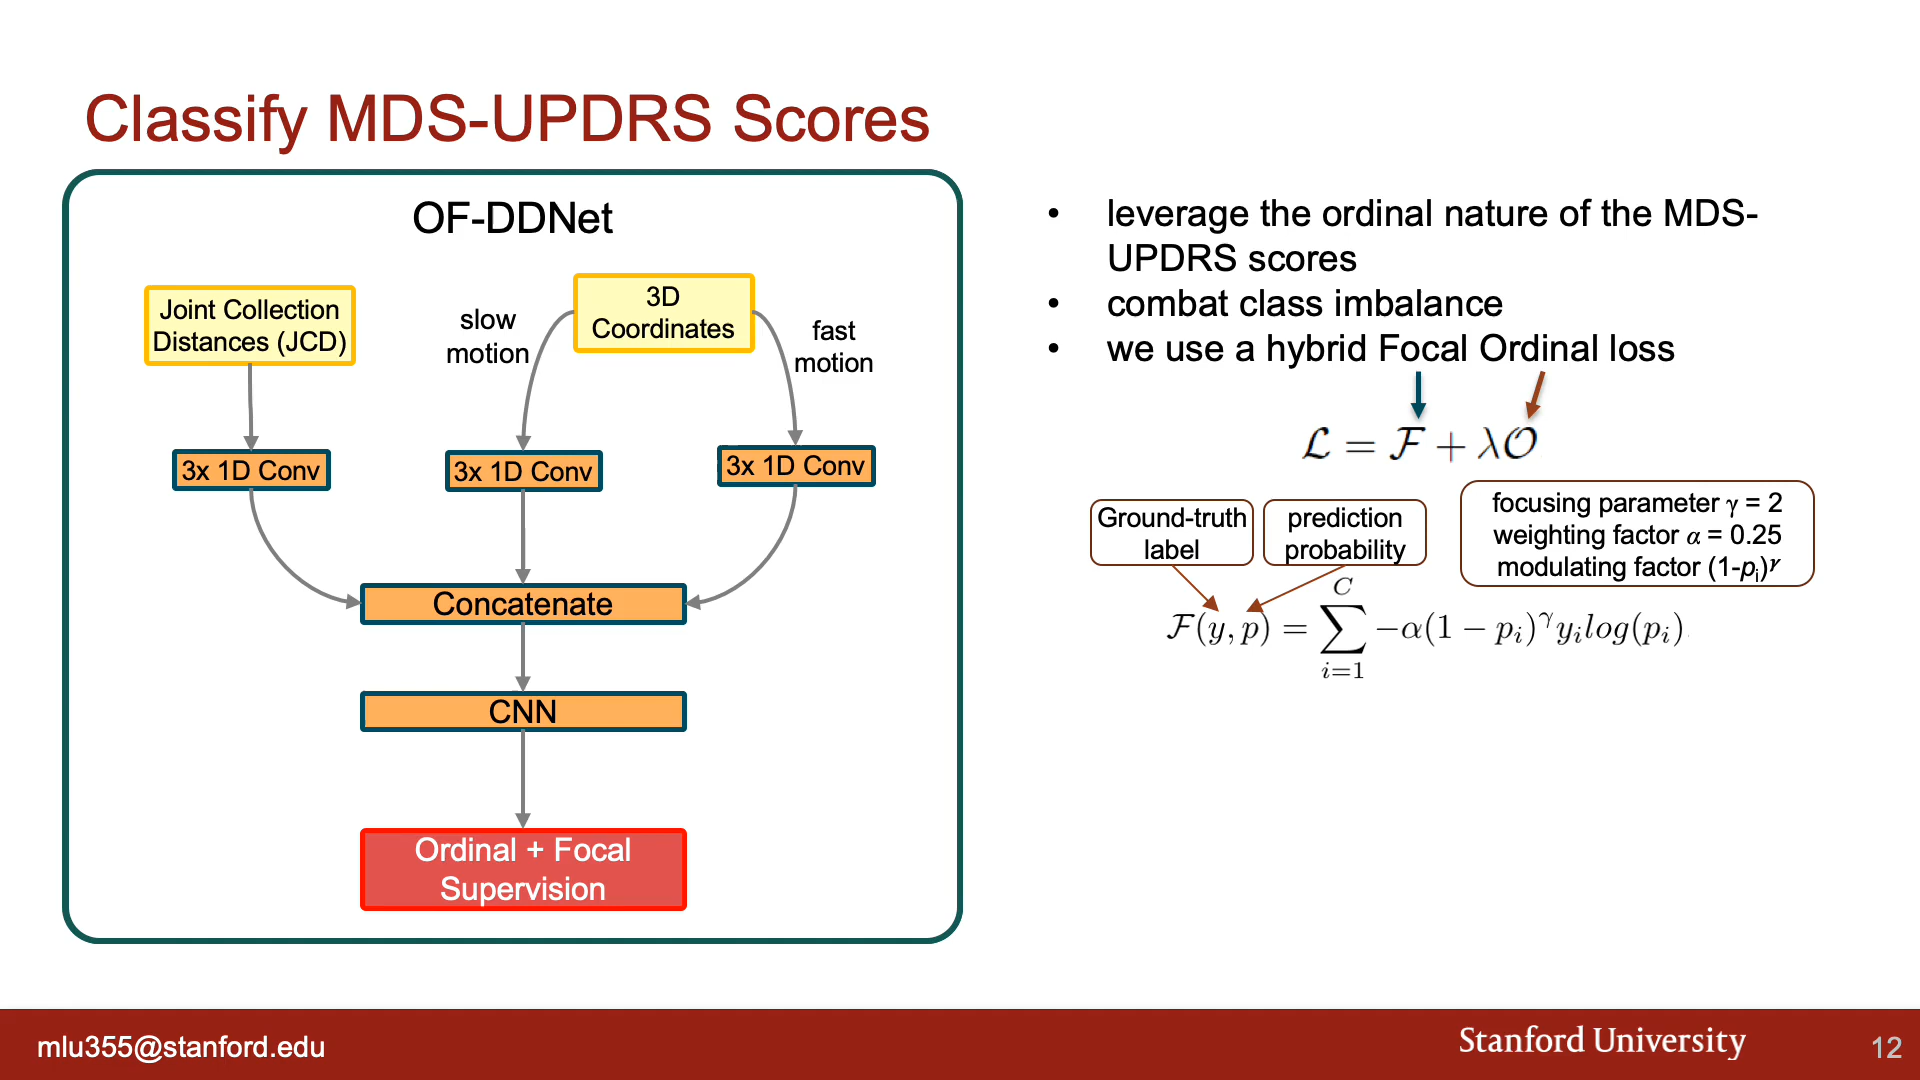 Classify MDS-UPDRS Scores
OF-DDNet
Joint Collection
Distances (JCD)
slow
motion
3D
Coordinates
fast
motion
3x 1D Conv
3x 1D Conv
3x 1D Conv
Concatenate
CNN
Ordinal + Focal
Supervision
• leverage the ordinal nature of the MDS-
UPDRS scores
• combat class imbalance
• we use a hybrid Focal Ordinal loss
ℒ = ℱ + λ𝒪
Ground-truth
label
prediction
probability
focusing parameter γ = 2
weighting factor α = 0.25
modulating factor (1-pᵢ)^γ
ℱ(y, p) = ∑_{i=1}^{C} −α(1 − pᵢ)^γ yᵢlog(pᵢ)
mlu355@stanford.edu
Stanford University
12